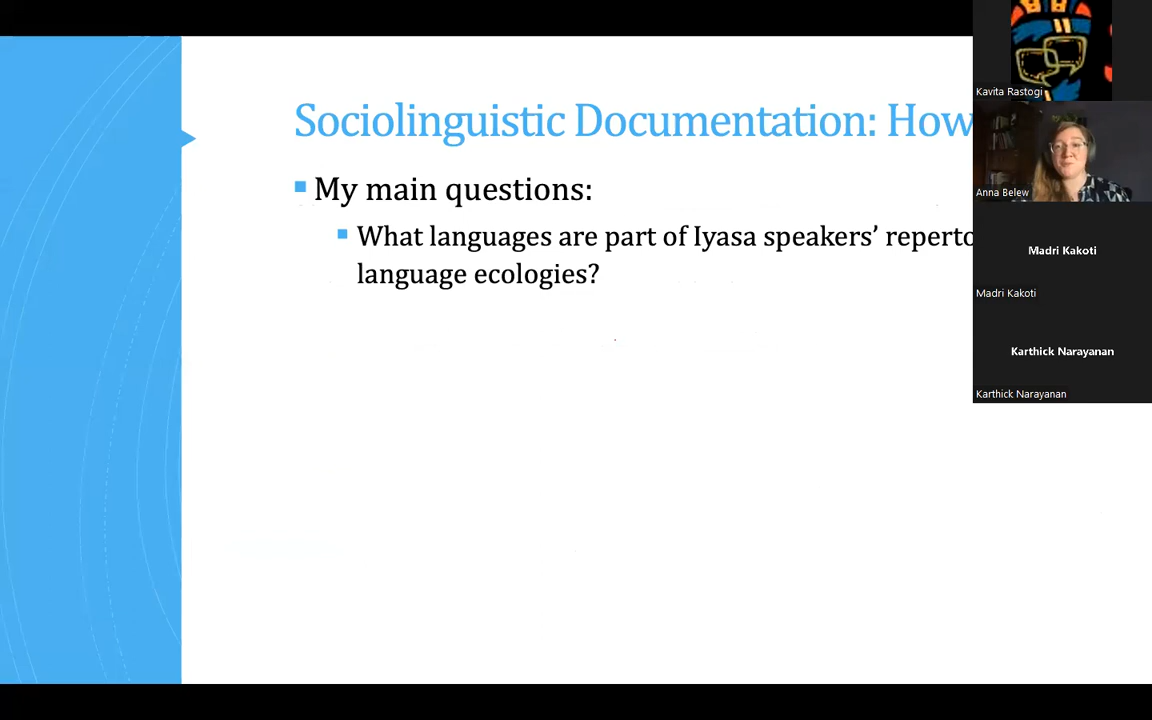 Sociolinguistic Documentation: How
My main questions:
What languages are part of Iyasa speakers’
language ecologies?
Kavita Rastogi
Anna Belew
Madri Kakoti
Madri Kakoti
Karthick Narayanan
Karthick Narayanan